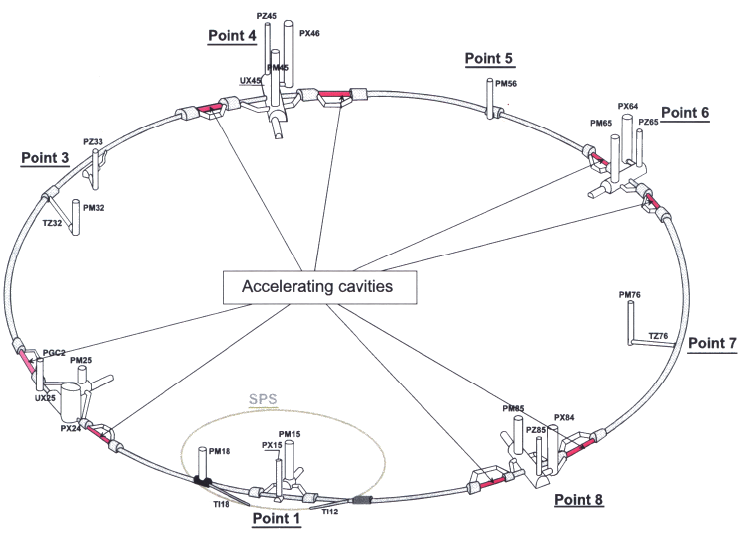 PZ45
PX46
Point 4
PM45
UX45
Point 5
PM56
PX64
PM65
Point 6
PZ65
PZ33
Point 3
PM32
TZ32
Accelerating cavities
PM76
TZ76
Point 7
PGC2
PM25
UX25
PX24
SPS
PM85
PX84
PZ85
PM15
PX15
PM18
Point 8
TI18
TI12
Point 1